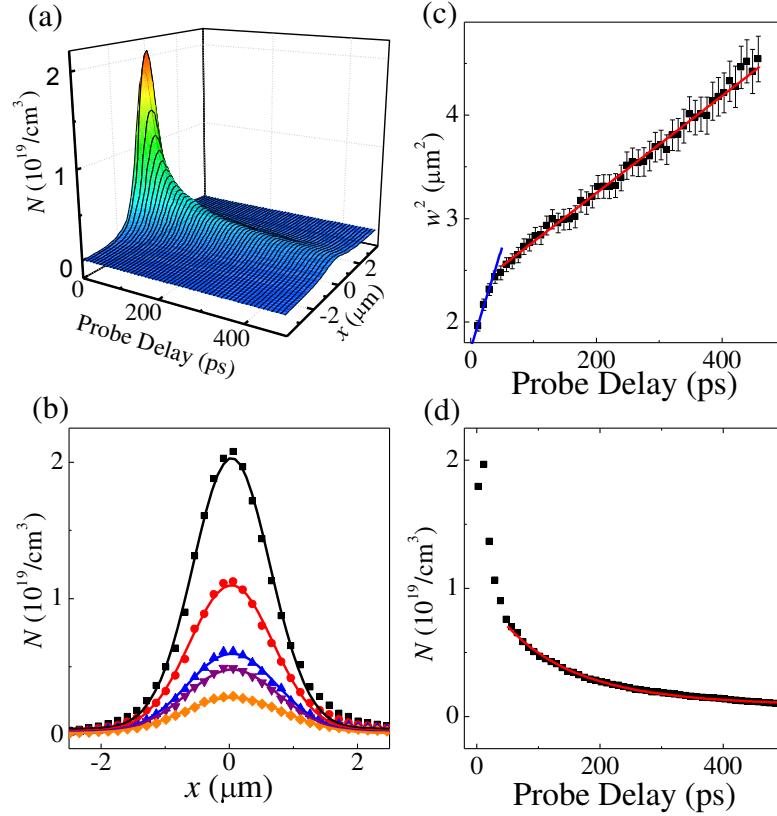 (a)
2
1
0
N (10^19/cm^3)
0
200
400
Probe Delay (ps)
-2
0
2
x (μm)
(c)
4
3
2
w^2 (μm^2)
0
200
400
Probe Delay (ps)
(b)
2
1
0
N (10^19/cm^3)
-2
0
2
x (μm)
(d)
2
1
0
N (10^19/cm^3)
0
200
400
Probe Delay (ps)